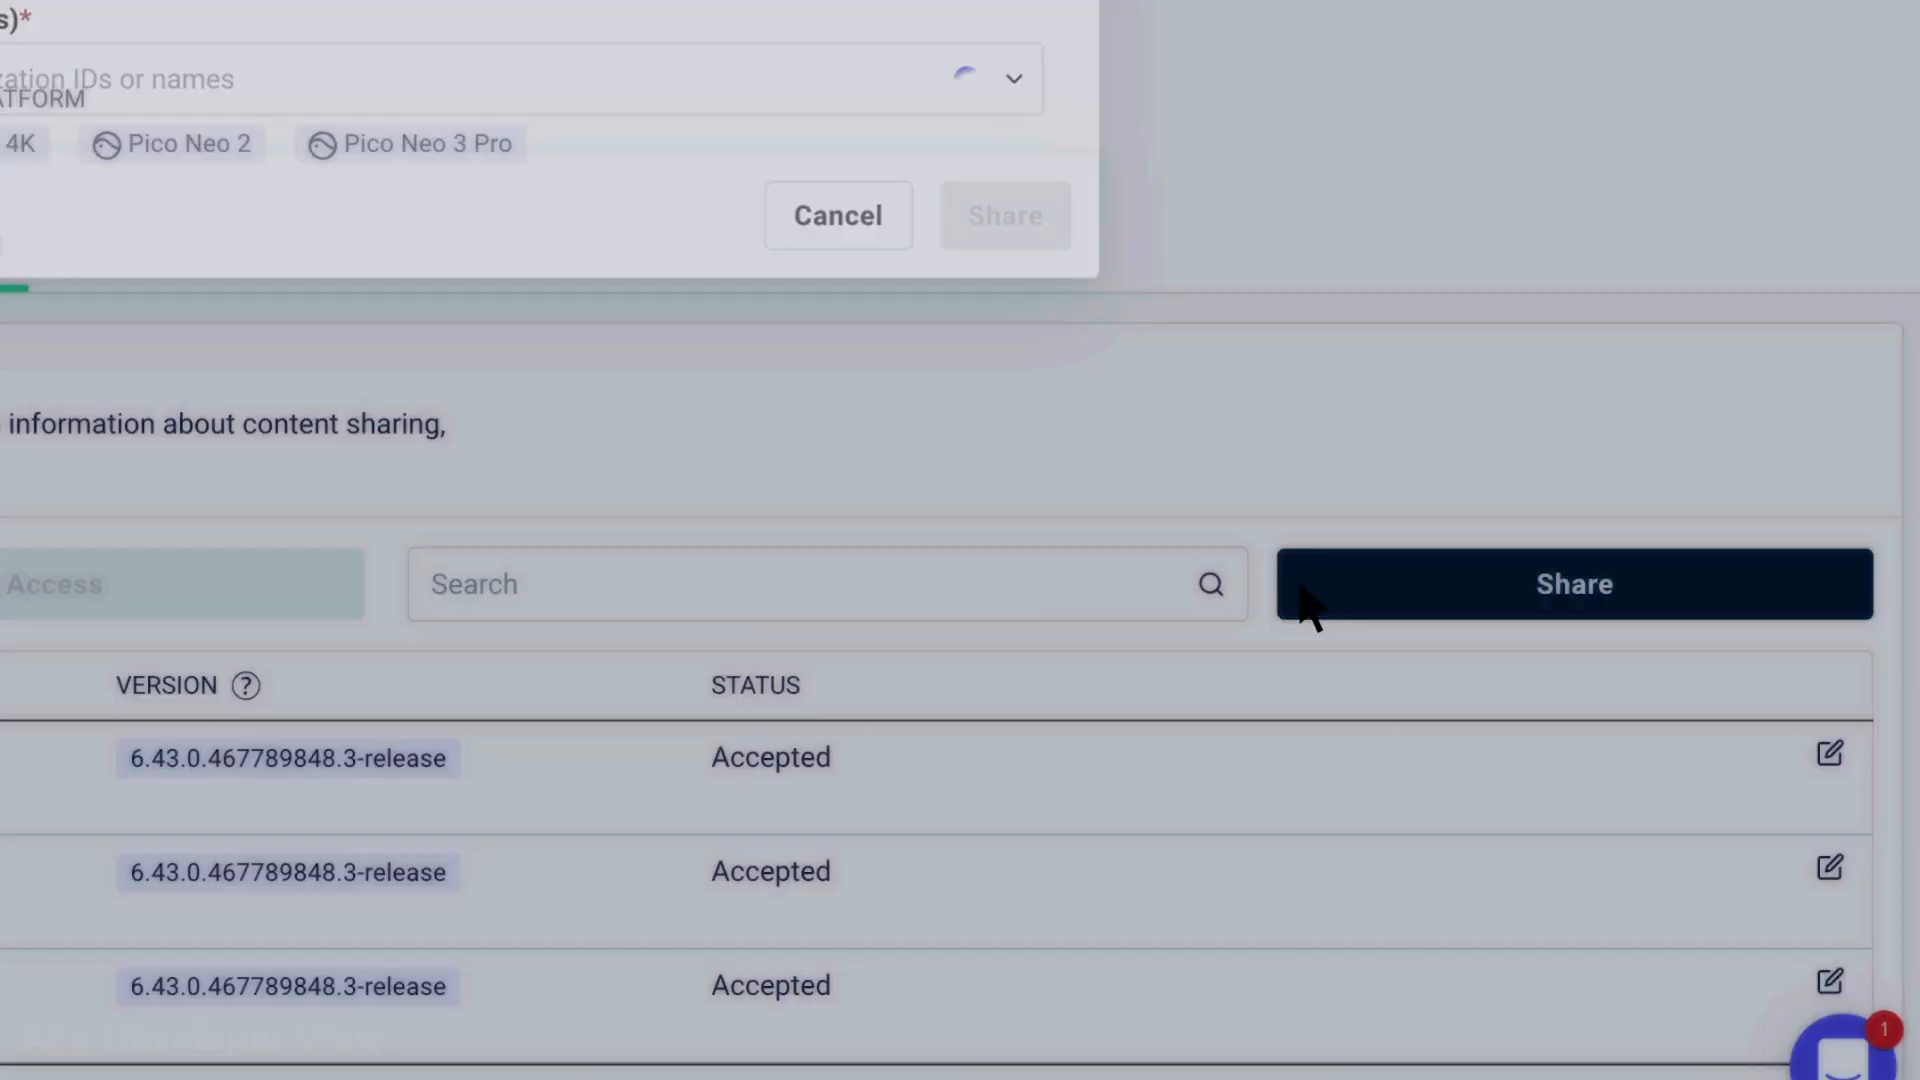 s)*
zation IDs or names
ATFORM
4K Pico Neo 2 Pico Neo 3 Pro
Cancel Share
information about content sharing,
Access Search Share
VERSION ? STATUS
6.43.0.467789848.3-release Accepted
6.43.0.467789848.3-release Accepted
6.43.0.467789848.3-release Accepted
1